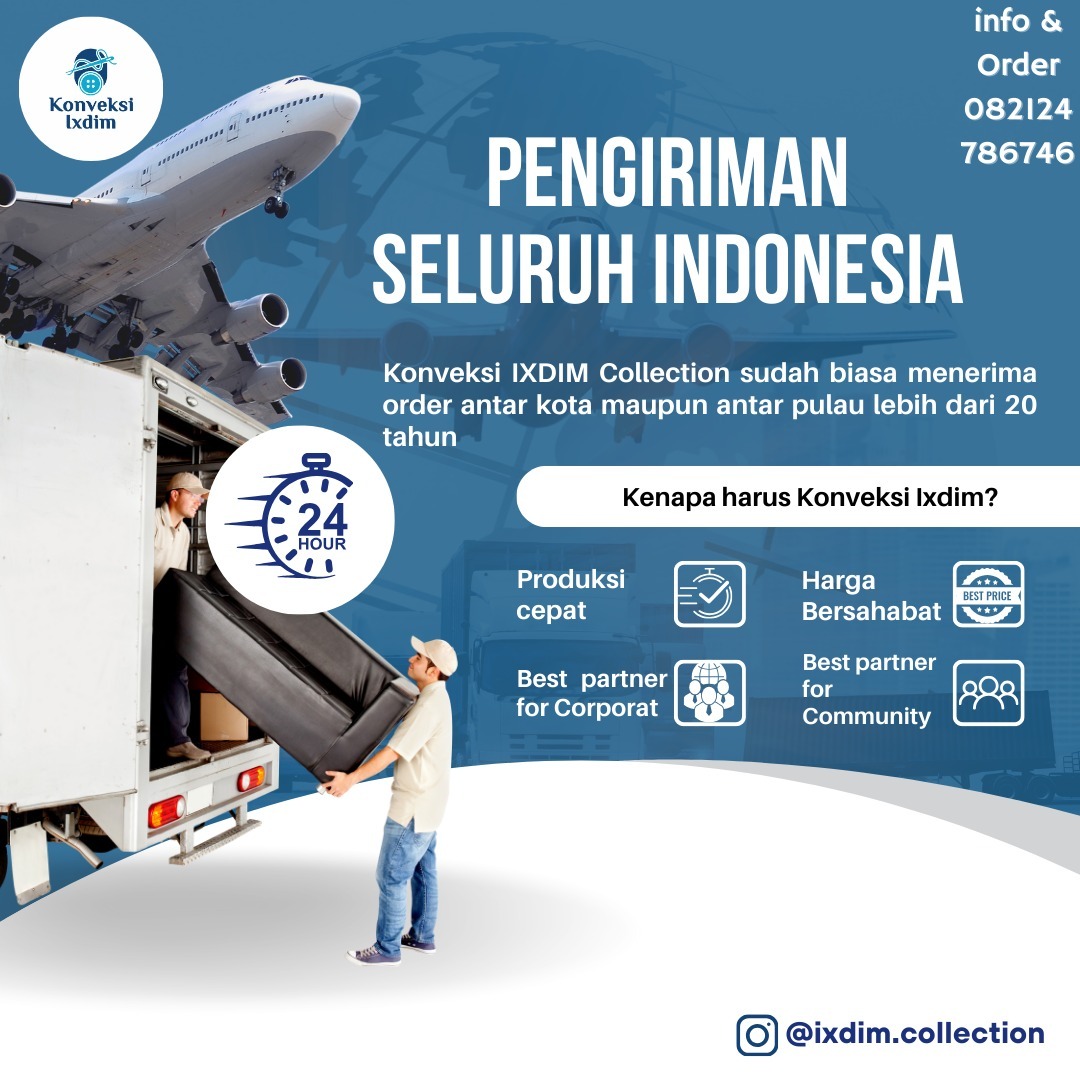 Konveksi
Ixdim
info &
Order
082124
786746
PENGIRIMAN
SELURUH INDONESIA
Konveksi IXDIM Collection sudah biasa menerima
order antar kota maupun antar pulau lebih dari 20
tahun
24
HOUR
Kenapa harus Konveksi Ixdim?
Produksi
cepat
Harga
Bersahabat
BEST PRICE
Best partner
for Corporat
Best partner
for
Community
@ixdim.collection